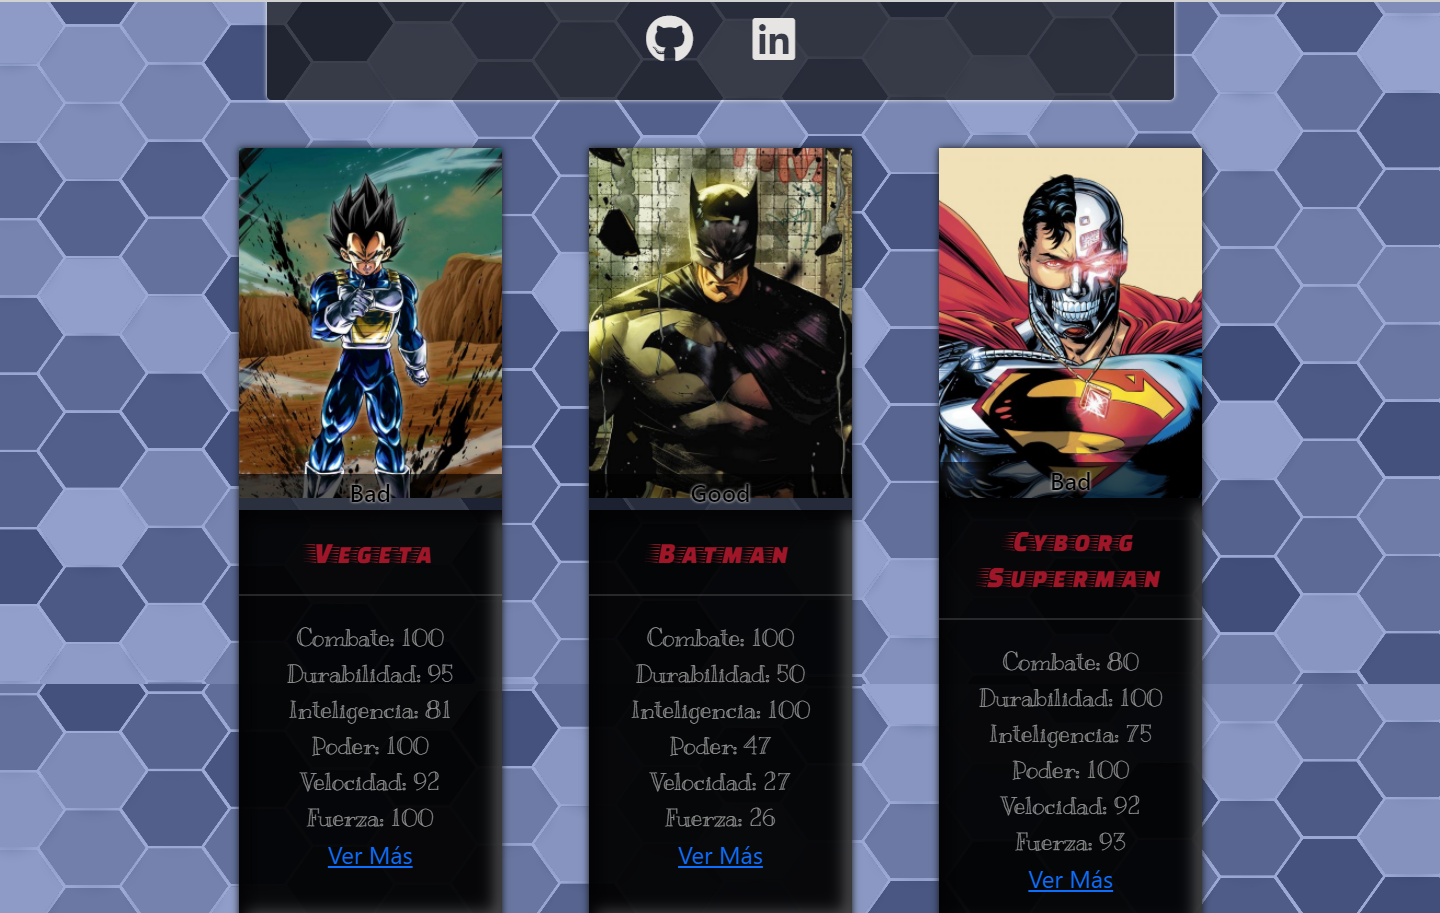 in
Bad
Vegeta
Combate: 100
Durabilidad: 95
Inteligencia: 81
Poder: 100
Velocidad: 92
Fuerza: 100
Ver Más
Good
Batman
Combate: 100
Durabilidad: 50
Inteligencia: 100
Poder: 47
Velocidad: 27
Fuerza: 26
Ver Más
Bad
Cyborg
Superman
Combate: 80
Durabilidad: 100
Inteligencia: 75
Poder: 100
Velocidad: 92
Fuerza: 93
Ver Más